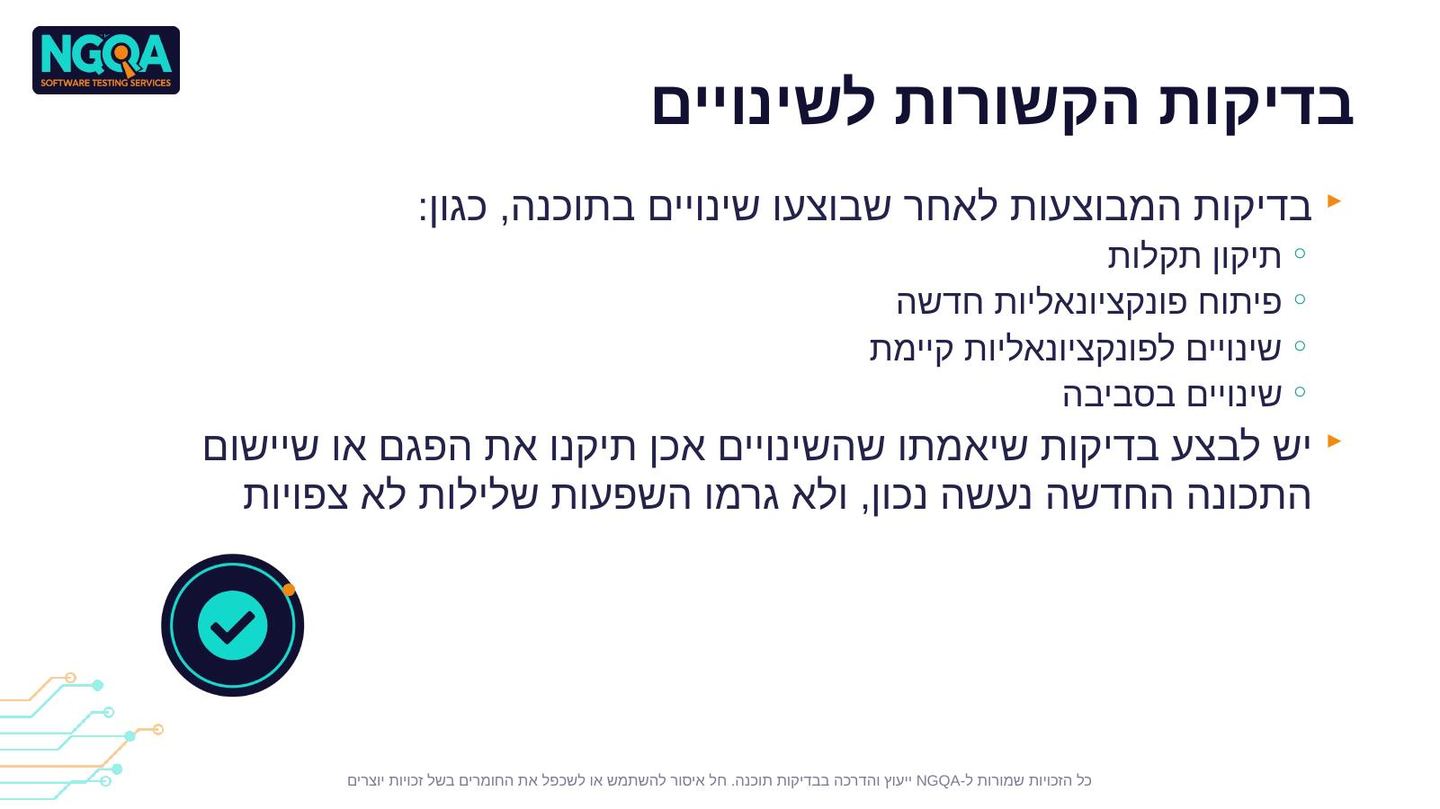 NGQA
SOFTWARE TESTING SERVICES
בדיקות הקשורות לשינויים
בדיקות המבוצעות לאחר שבוצעו שינויים בתוכנה, כגון:
תיקון תקלות
פיתוח פונקציונאליות חדשה
שינויים לפונקציונאליות קיימת
שינויים בסביבה
יש לבצע בדיקות שיאמתו שהשינויים אכן תיקנו את הפגם או שיישום
התכונה החדשה נעשה נכון, ולא גרמו השפעות שלילות לא צפויות
כל הזכויות שמורות ל-NGQA ייעוץ והדרכה בבדיקות תוכנה. חל איסור להשתמש או לשכפל את החומרים בשל זכויות יוצרים